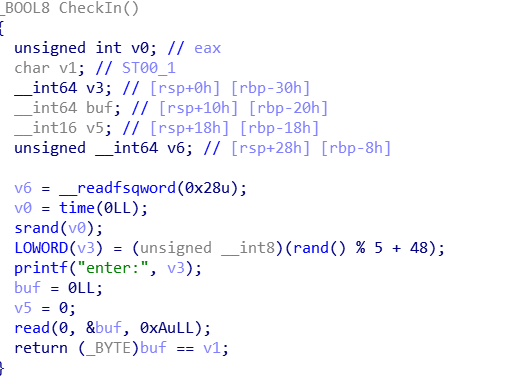 _BOOL8 CheckIn()
{
unsigned int v0; // eax
char v1; // ST00_1
__int64 v3; // [rsp+0h] [rbp-30h]
__int64 buf; // [rsp+10h] [rbp-20h]
__int16 v5; // [rsp+18h] [rbp-18h]
unsigned __int64 v6; // [rsp+28h] [rbp-8h]
v6 = __readfsqword(0x28u);
v0 = time(0LL);
srand(v0);
LOWORD(v3) = (unsigned __int8)(rand() % 5 + 48);
printf("enter:", v3);
buf = 0LL;
v5 = 0;
read(0, &buf, 0xAuLL);
return (_BYTE)buf == v1;
}